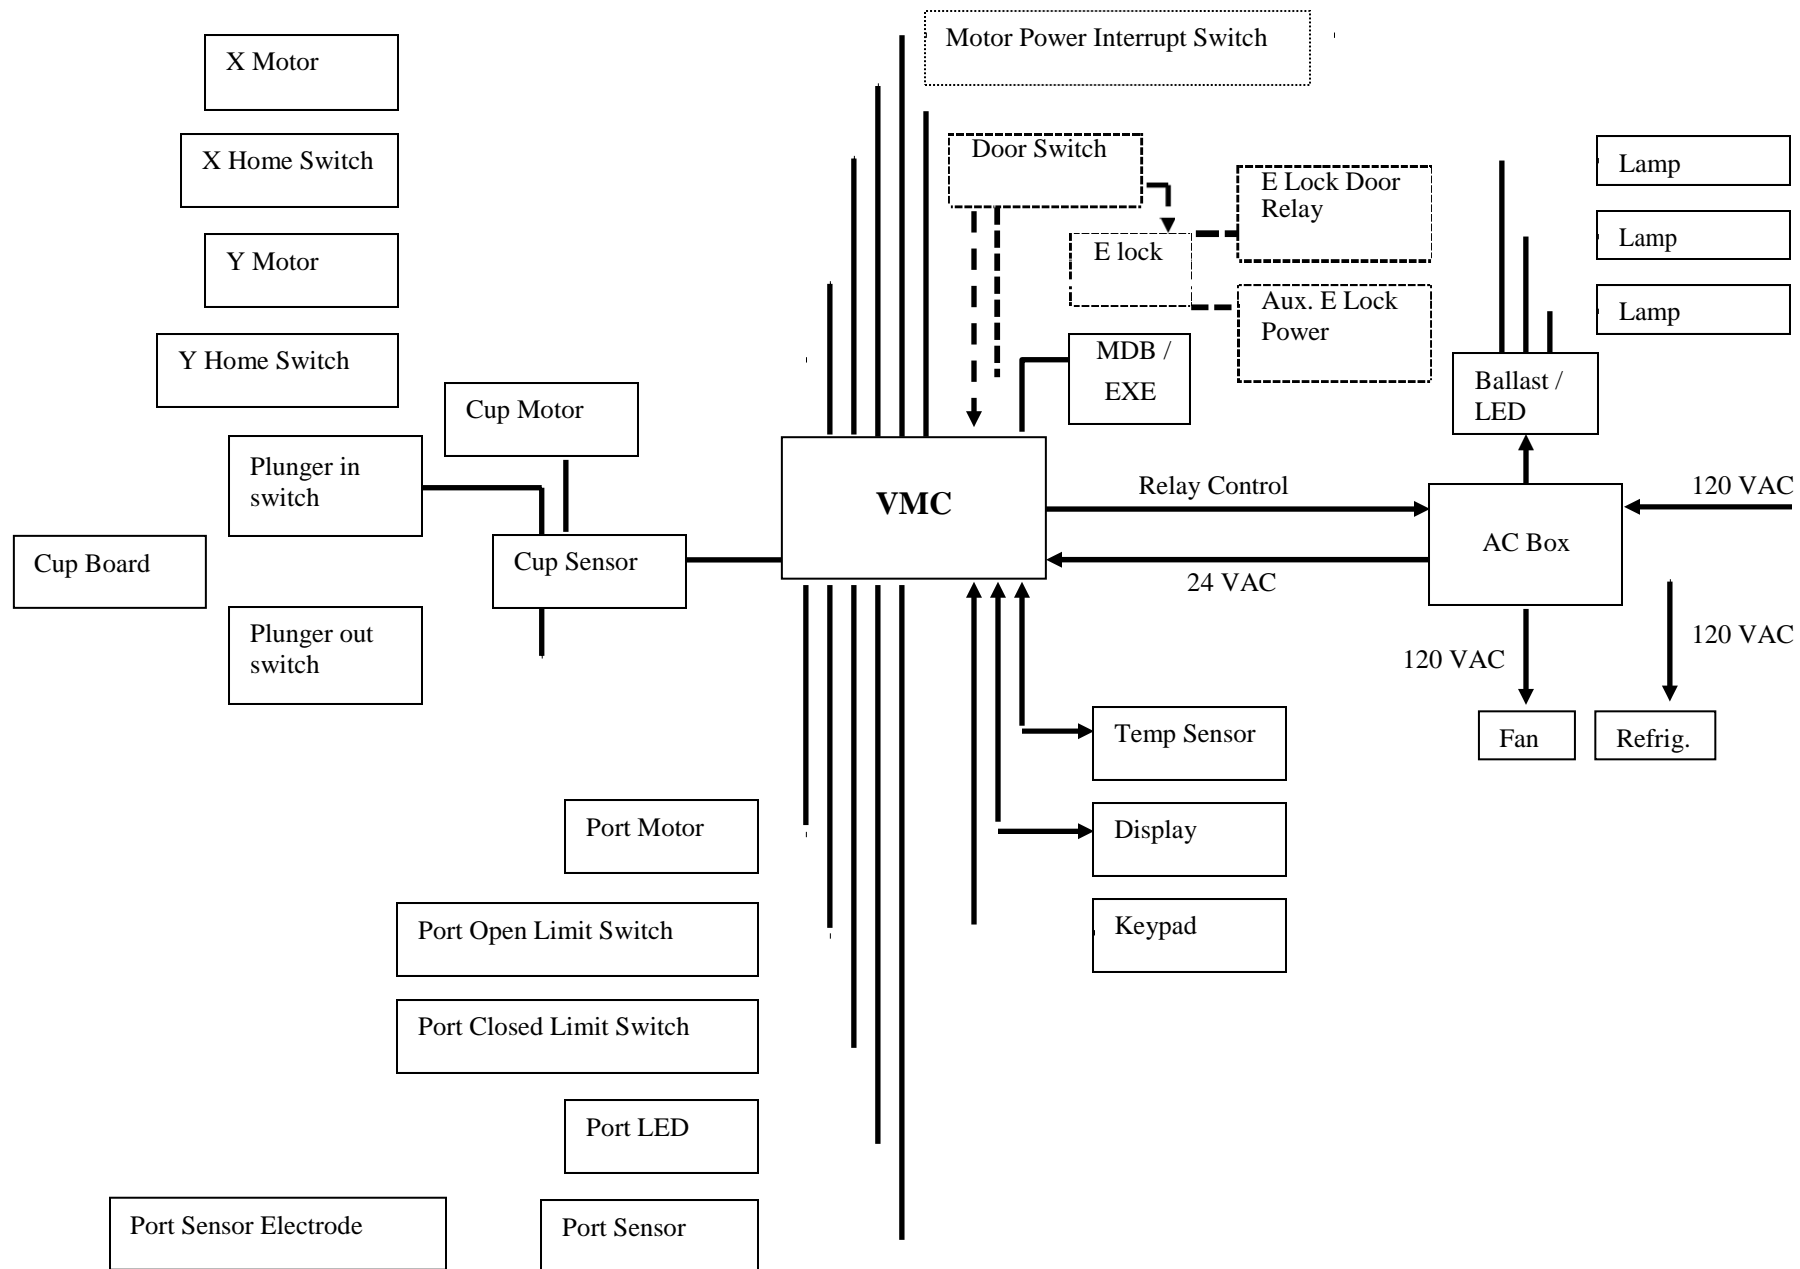 Motor Power Interrupt Switch
X Motor
X Home Switch
Door Switch
Lamp
E Lock Door
Relay
Y Motor
E lock
Lamp
Aux. E Lock
Power
Lamp
Y Home Switch
MDB /
EXE
Cup Motor
Ballast /
LED
Plunger in
switch
VMC
Relay Control
120 VAC
Cup Board
Cup Sensor
AC Box
24 VAC
Plunger out
switch
120 VAC
120 VAC
Temp Sensor
Fan
Refrig.
Port Motor
Display
Port Open Limit Switch
Keypad
Port Closed Limit Switch
Port LED
Port Sensor Electrode
Port Sensor